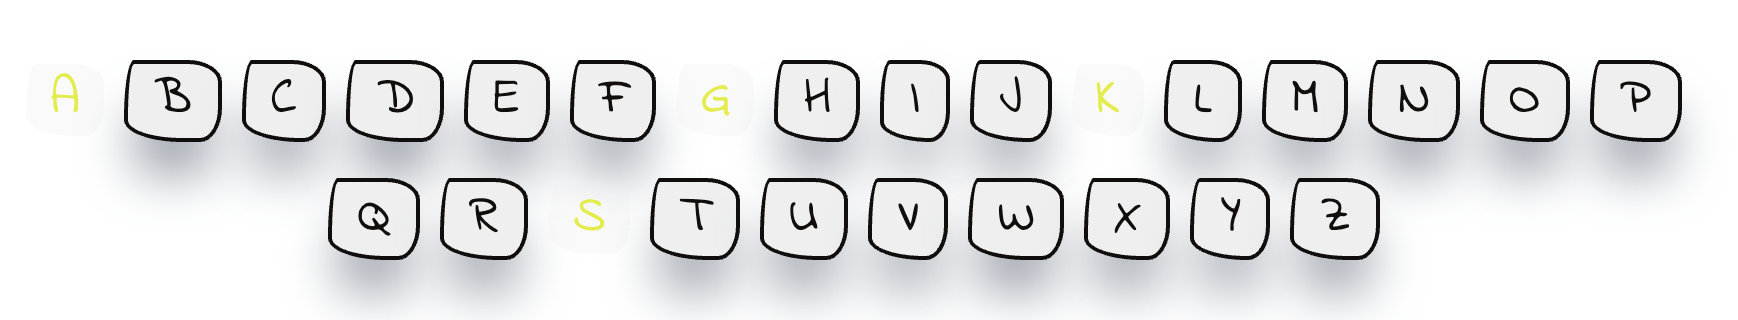 A B C D E F G H I J K L M N O P
Q R S T U V W X Y Z